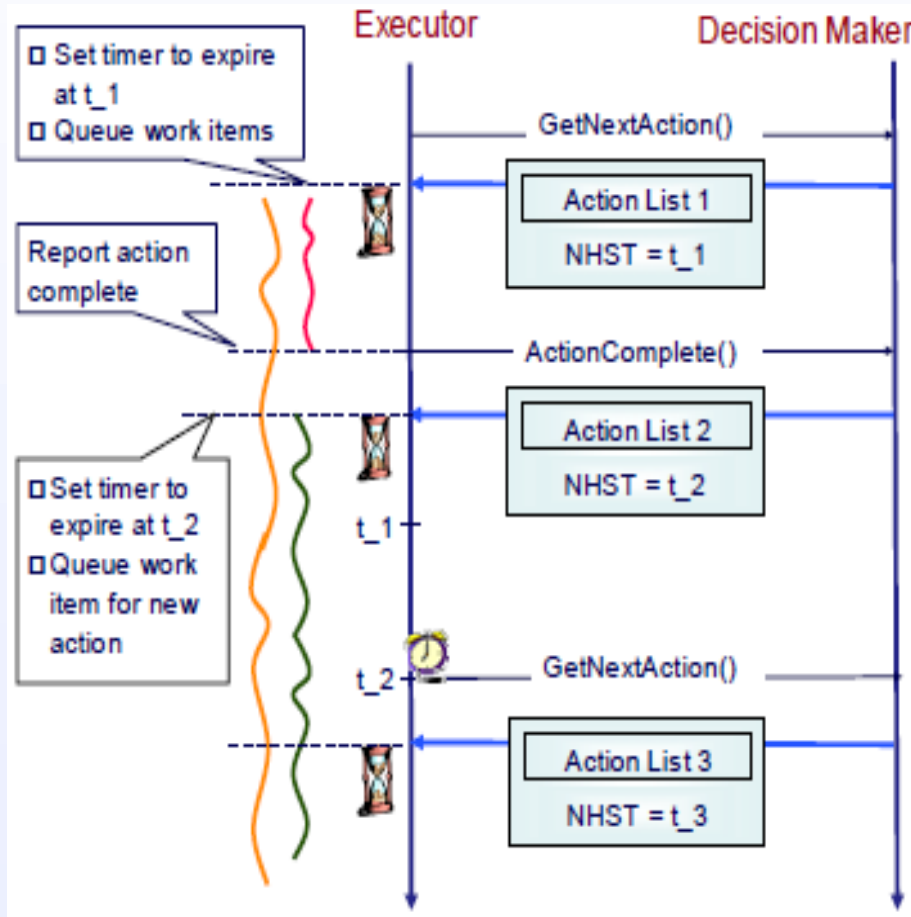 Executor
Decision Maker
□ Set timer to expire
at t_1
□ Queue work items
GetNextAction()
Action List 1
NHST = t_1
Report action
complete
ActionComplete()
Action List 2
NHST = t_2
□ Set timer to
expire at t_2
□ Queue work
item for new
action
t_1
t_2
GetNextAction()
Action List 3
NHST = t_3